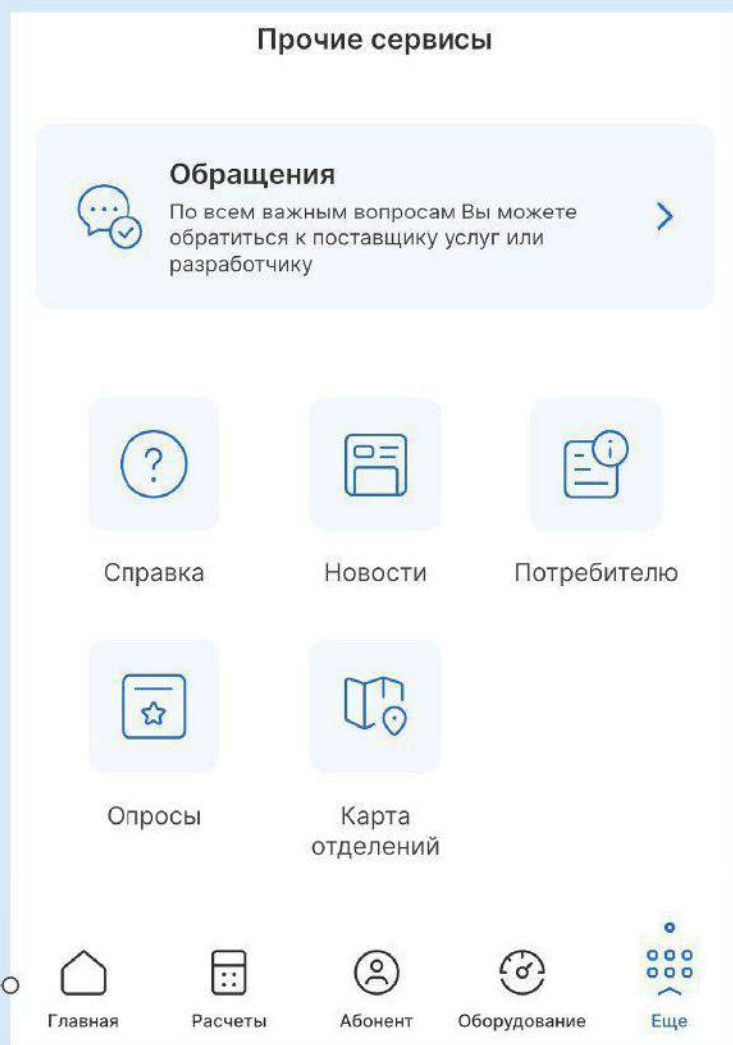 Прочие сервисы
Обращения
По всем важным вопросам Вы можете
обратиться к поставщику услуг или
разработчику
Справка
Новости
Потребителю
Опросы
Карта
отделений
Главная
Расчеты
Абонент
Оборудование
Еще